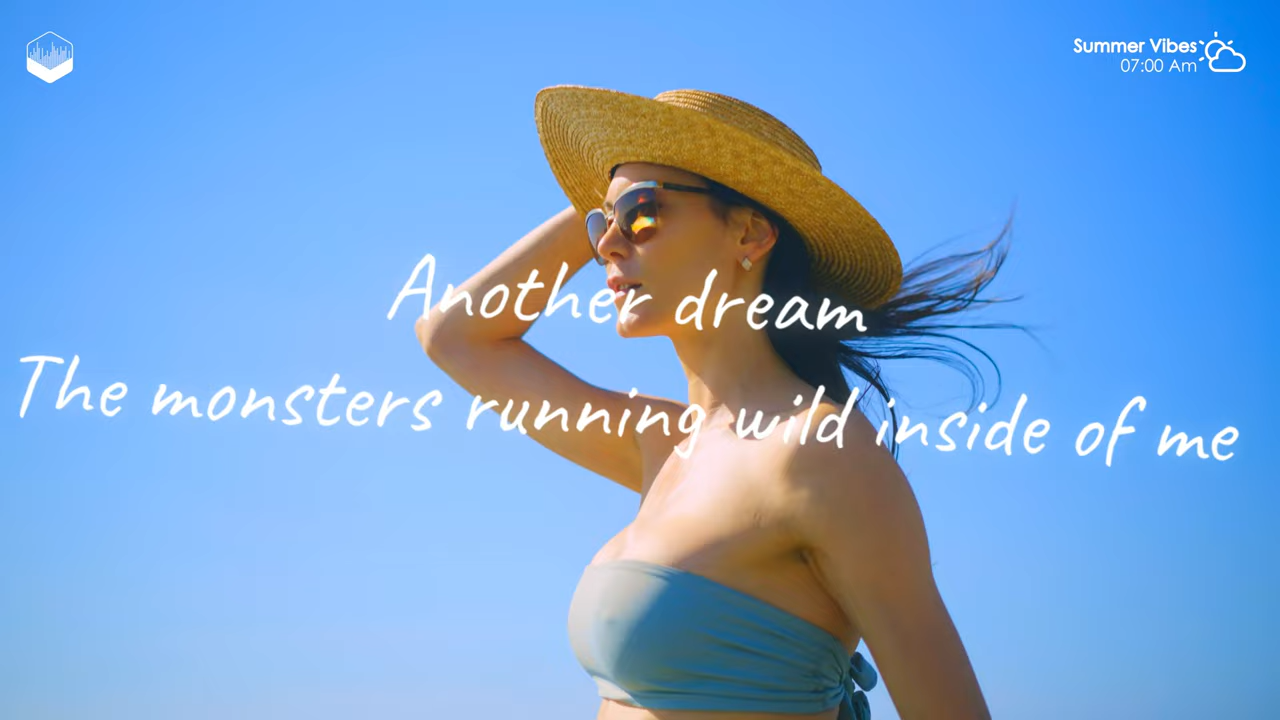 Summer Vibes
07:00 Am
Another dream
The monsters running wild inside of me